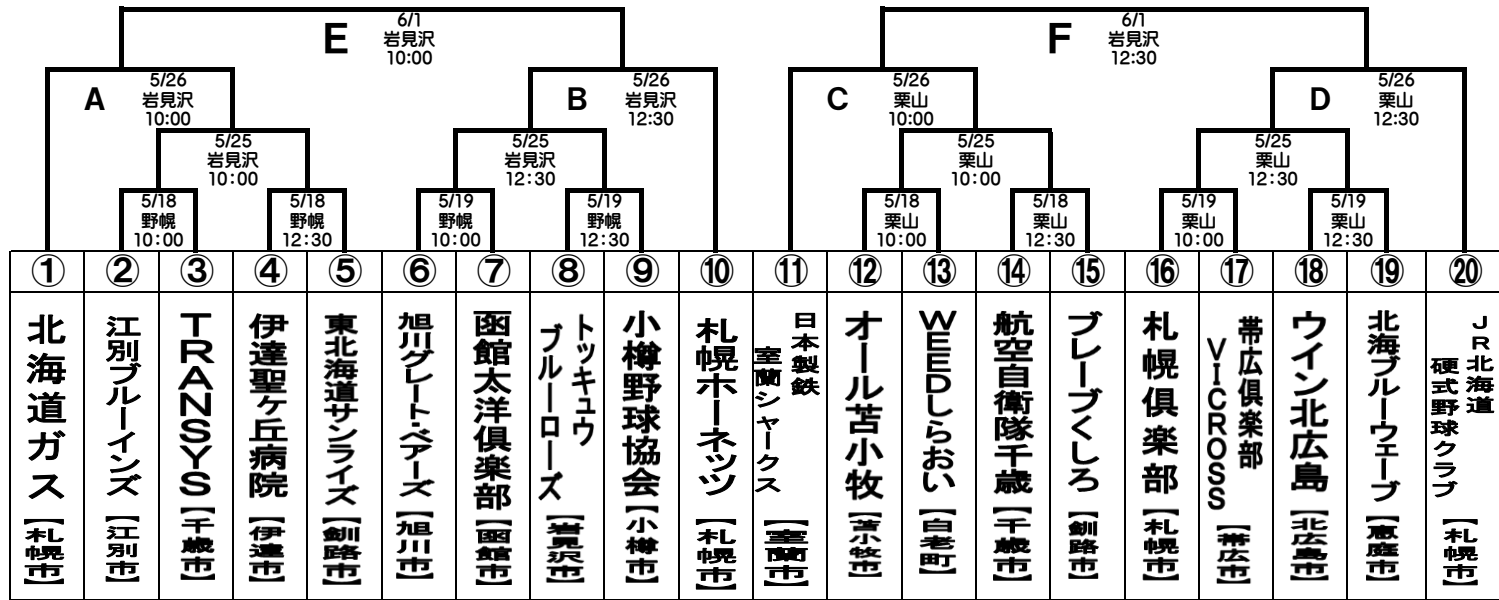 6/1
岩見沢
10:00
E
6/1
栗山
12:30
F
A
5/26
岩見沢
10:00
B
5/26
岩見沢
12:30
C
5/26
栗山
10:00
D
5/26
栗山
12:30
5/25
岩見沢
10:00
5/25
岩見沢
12:30
5/25
栗山
10:00
5/25
栗山
12:30
5/18
野幌
10:00
5/18
野幌
12:30
5/19
野幌
10:00
5/19
野幌
12:30
5/18
栗山
10:00
5/18
栗山
12:30
5/19
栗山
10:00
5/19
栗山
12:30
① ② ③ ④ ⑤ ⑥ ⑦ ⑧ ⑨ ⑩ ⑪ ⑫ ⑬ ⑭ ⑮ ⑯ ⑰ ⑱ ⑲ ⑳
北海道ガス【札幌市】
江別ブルーインズ【江別市】
TRANSYS【千歳市】
伊達聖ヶ丘病院【伊達市】
東北海道サンライズ【釧路市】
旭川グレート・ベアーズ【旭川市】
函館太洋倶楽部【函館市】
トッキュウ
ブルーローズ【岩見沢市】
小樽野球協会【小樽市】
札幌ホーネッツ【札幌市】
日本製鉄
室蘭シャークス【室蘭市】
オール苫小牧【苫小牧市】
WEEDしらおい【白老町】
航空自衛隊千歳【千歳市】
ブレーブくしろ【釧路市】
札幌倶楽部【札幌市】
帯広倶楽部
VICROSS【帯広市】
ウイン北広島【北広島市】
北海ブルーウェーブ【恵庭市】
JR北海道
硬式野球クラブ【札幌市】